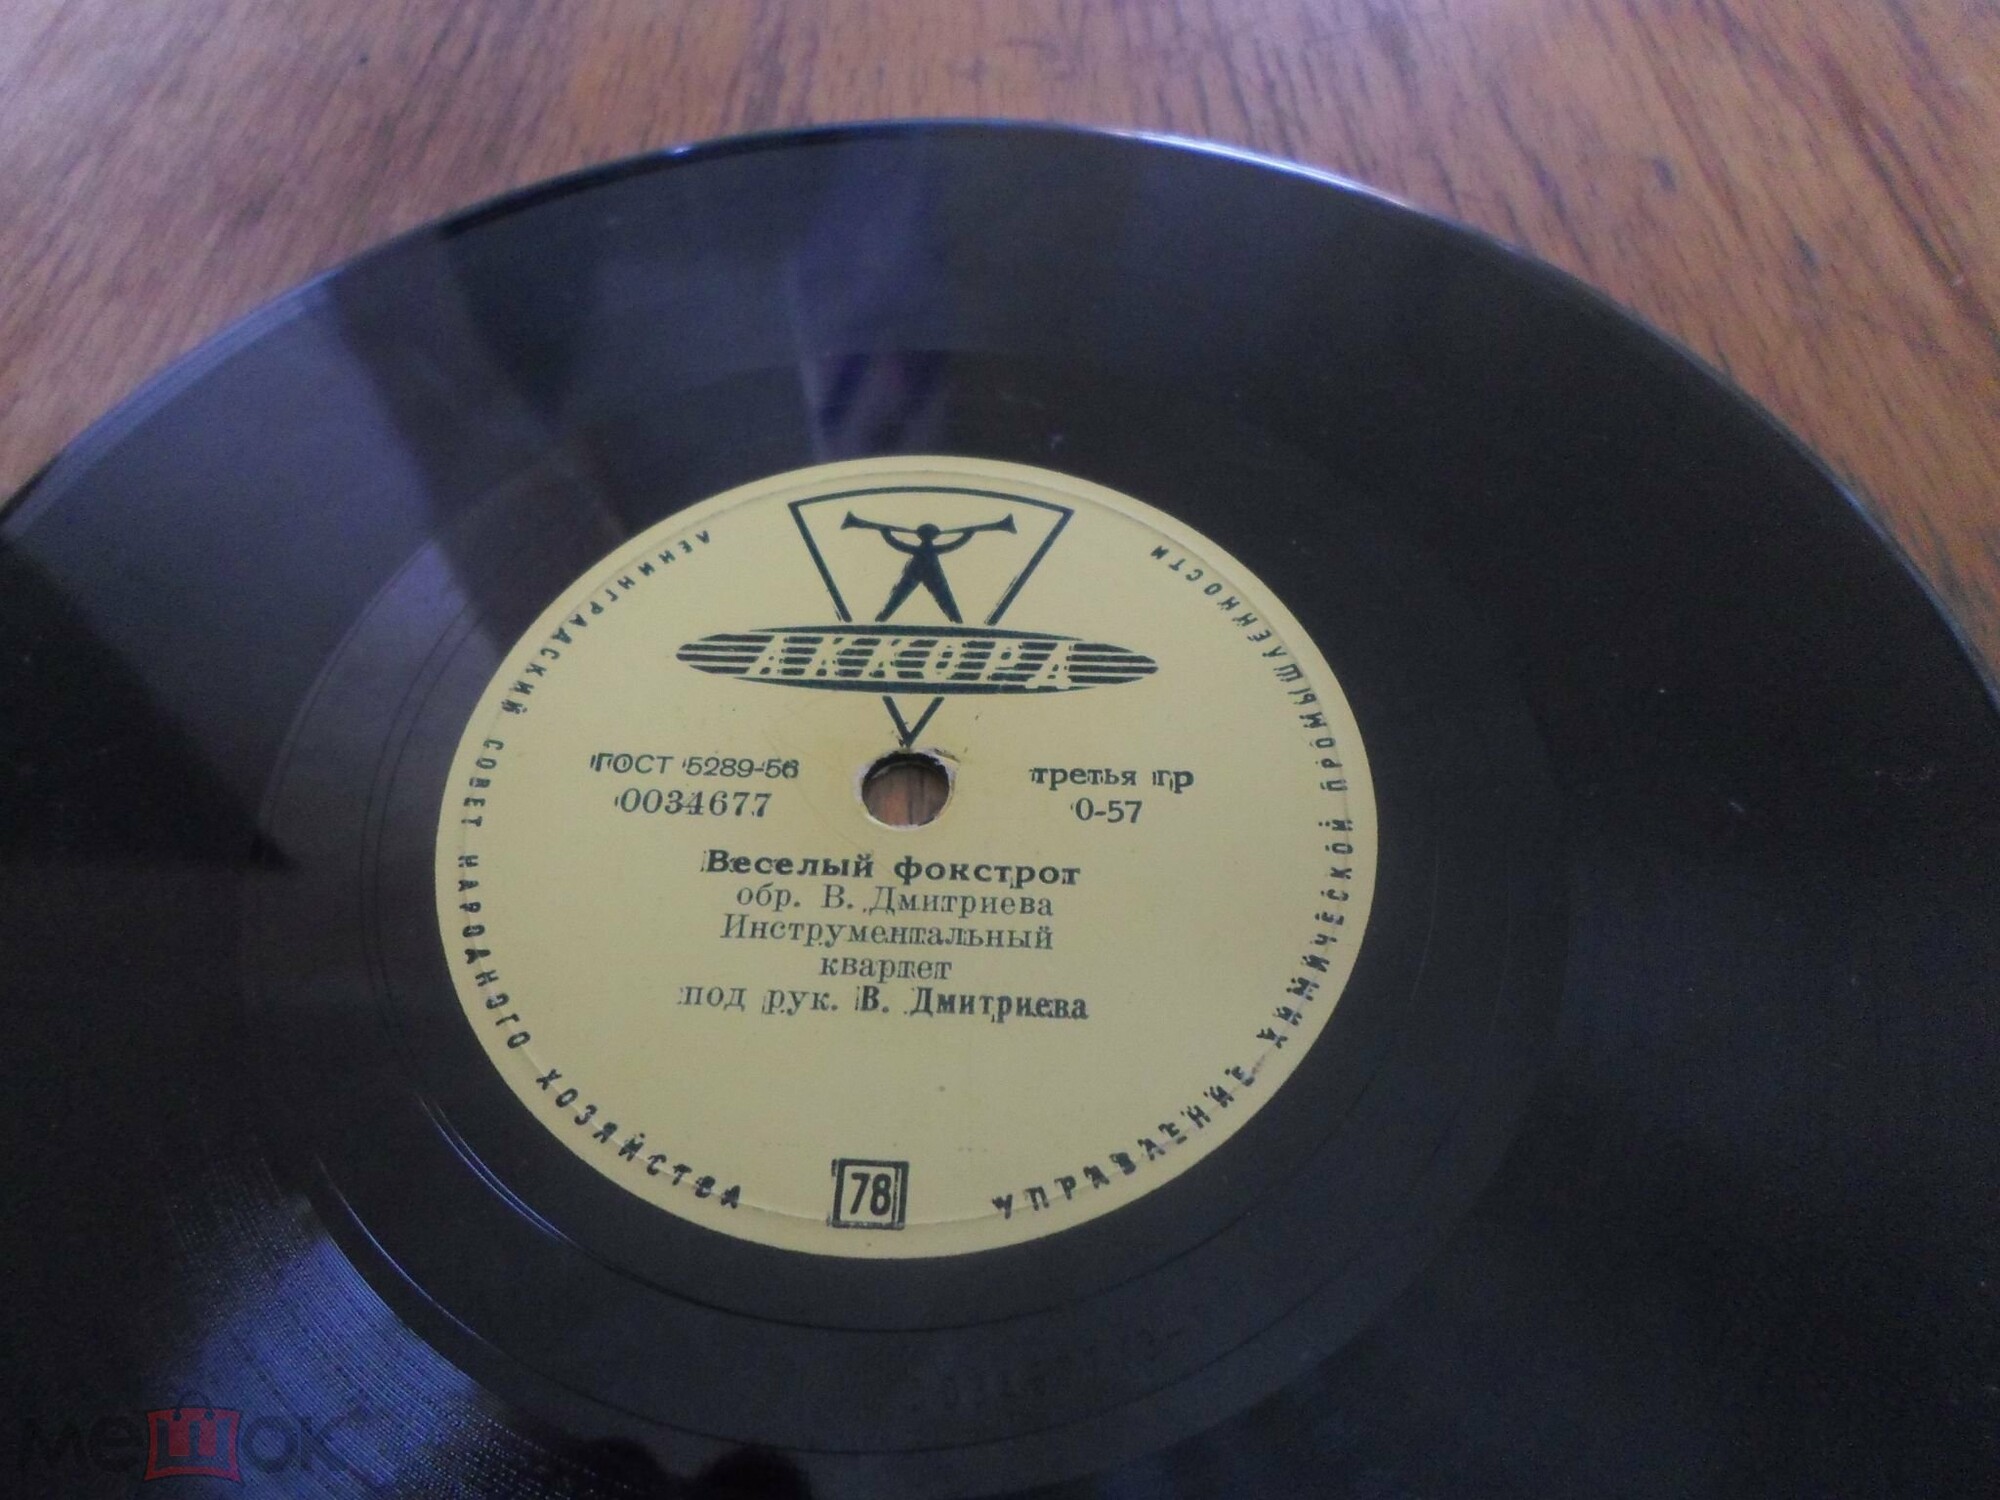 АККОРД
ЛЕНИНГРАДСКИЙ СОВЕТ НАРОДНОГО ХОЗЯЙСТВА
УПРАВЛЕНИЕ ХИМИЧЕСКОЙ ПРОМЫШЛЕННОСТИ
ГОСТ 5289-56
0034677
третья гр
0-57
Веселый фокстрот
обр. В. Дмитриева
Инструментальный
квартет
под рук. В. Дмитриева
78
мешок